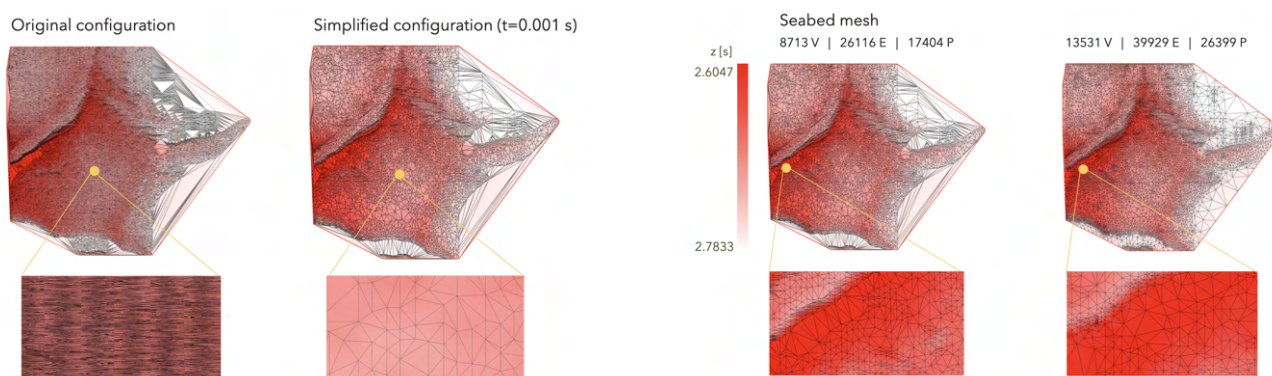 Original configuration
Simplified configuration (t=0.001 s)
Seabed mesh
8713 V | 26116 E | 17404 P
13531 V | 39929 E | 26399 P
z [s]
2.6047
2.7833